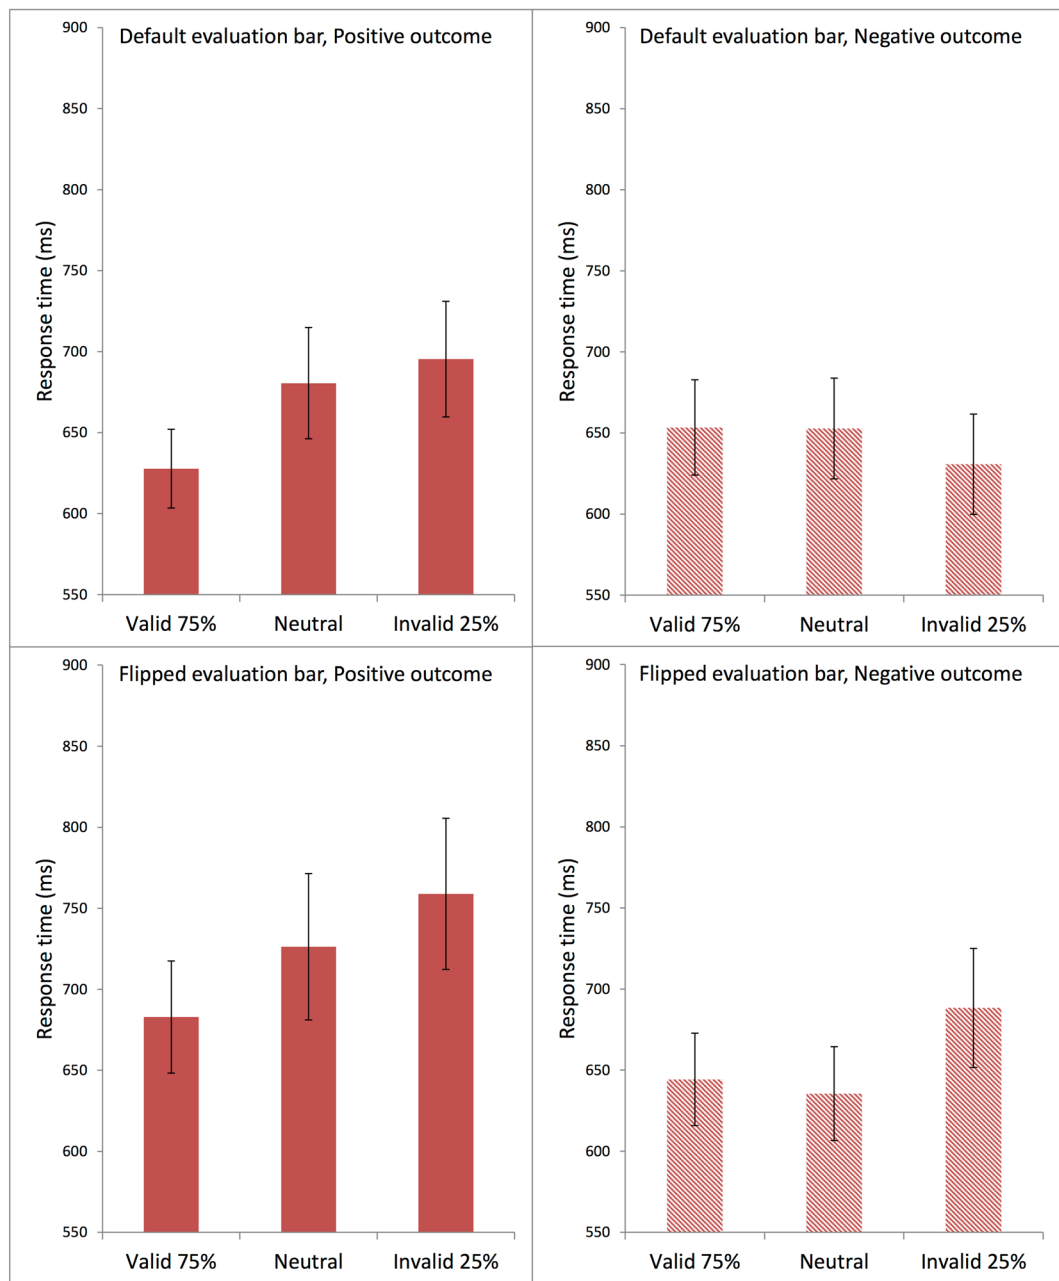 Default evaluation bar, Positive outcome
Response time (ms)
900
850
800
750
700
650
600
550
Valid 75% Neutral Invalid 25%
Default evaluation bar, Negative outcome
Response time (ms)
900
850
800
750
700
650
600
550
Valid 75% Neutral Invalid 25%
Flipped evaluation bar, Positive outcome
Response time (ms)
900
850
800
750
700
650
600
550
Valid 75% Neutral Invalid 25%
Flipped evaluation bar, Negative outcome
Response time (ms)
900
850
800
750
700
650
600
550
Valid 75% Neutral Invalid 25%